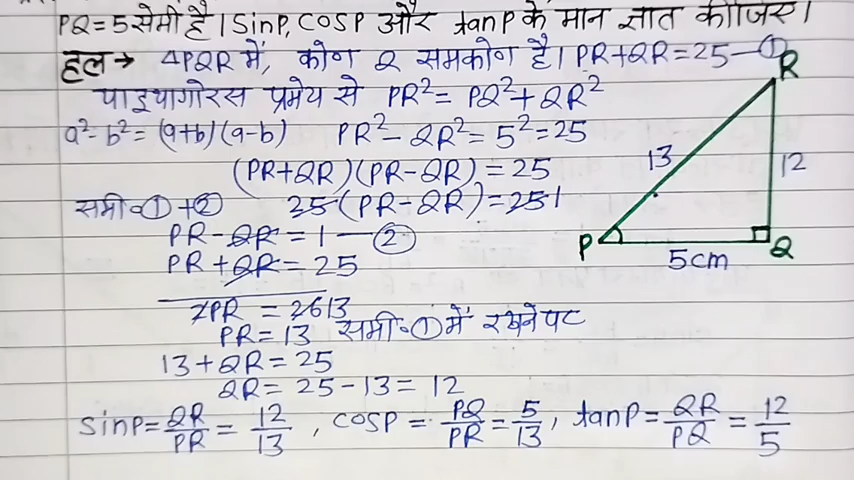 PQ = 5 सेमी है। SinP, COSP और tanP के मान ज्ञात कीजिए।
हल → ΔPQR में, कोण Q समकोण है। PR+QR = 25 —①
पाइथागोरस प्रमेय से PR² = PQ² + QR²
a²-b² = (a+b)(a-b) PR² - QR² = 5² = 25
(PR+QR)(PR-QR) = 25
समी॰① + ② 25(PR-QR) = 25 1
PR - QR = 1 — ②
PR + QR = 25
2PR = 26 13
PR = 13 समी॰① में रखने पर
13 + QR = 25
QR = 25 - 13 = 12
SinP = QR/PR = 12/13 , COSP = PQ/PR = 5/13 , tanP = QR/PQ = 12/5
R
13
12
P
5cm
Q